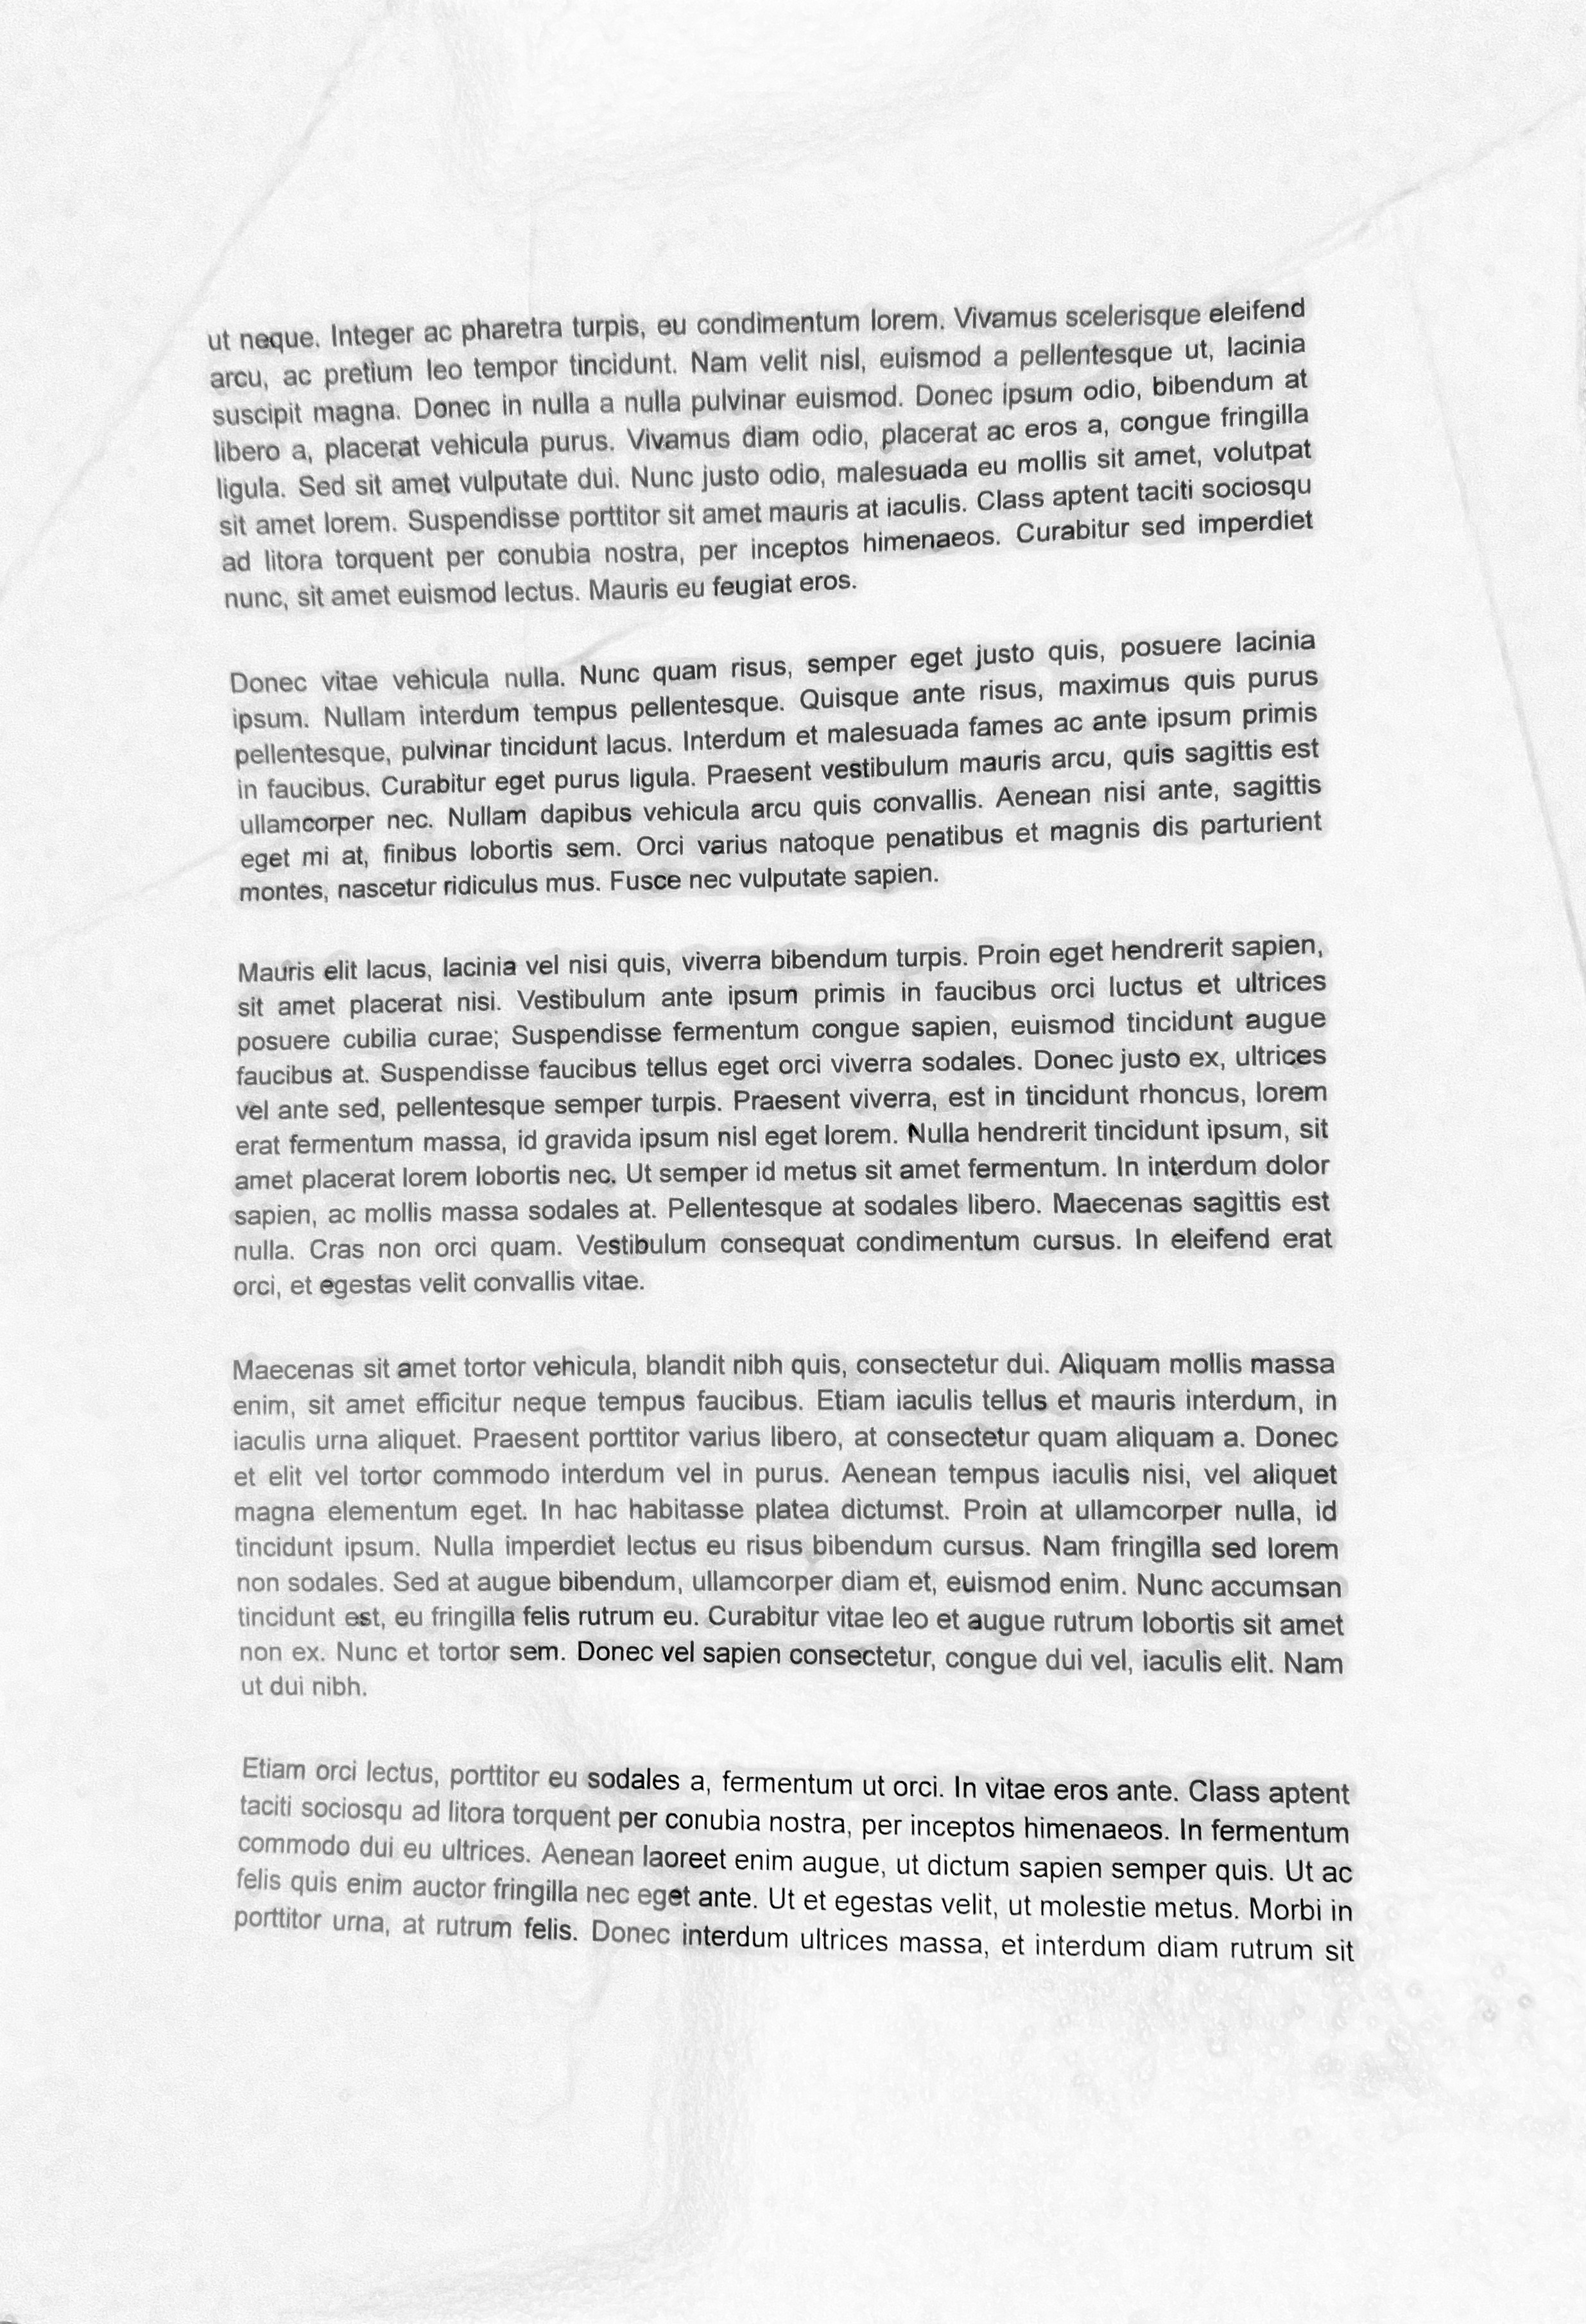 ut neque. Integer ac pharetra turpis, eu condimentum lorem. Vivamus scelerisque eleifend
arcu, ac pretium leo tempor tincidunt. Nam velit nisl, euismod a pellentesque ut, lacinia
suscipit magna. Donec in nulla a nulla pulvinar euismod. Donec ipsum odio, bibendum at
libero a, placerat vehicula purus. Vivamus diam odio, placerat ac eros a, congue fringilla
ligula. Sed sit amet vulputate dui. Nunc justo odio, malesuada eu mollis sit amet, volutpat
sit amet lorem. Suspendisse porttitor sit amet mauris at iaculis. Class aptent taciti sociosqu
ad litora torquent per conubia nostra, per inceptos himenaeos. Curabitur sed imperdiet
nunc, sit amet euismod lectus. Mauris eu feugiat eros.
Donec vitae vehicula nulla. Nunc quam risus, semper eget justo quis, posuere lacinia
ipsum. Nullam interdum tempus pellentesque. Quisque ante risus, maximus quis purus
pellentesque, pulvinar tincidunt lacus. Interdum et malesuada fames ac ante ipsum primis
in faucibus. Curabitur eget purus ligula. Praesent vestibulum mauris arcu, quis sagittis est
ullamcorper nec. Nullam dapibus vehicula arcu quis convallis. Aenean nisi ante, sagittis
eget mi at, finibus lobortis sem. Orci varius natoque penatibus et magnis dis parturient
montes, nascetur ridiculus mus. Fusce nec vulputate sapien.
Mauris elit lacus, lacinia vel nisi quis, viverra bibendum turpis. Proin eget hendrerit sapien,
sit amet placerat nisi. Vestibulum ante ipsum primis in faucibus orci luctus et ultrices
posuere cubilia curae; Suspendisse fermentum congue sapien, euismod tincidunt augue
faucibus at. Suspendisse faucibus tellus eget orci viverra sodales. Donec justo ex, ultrices
vel ante sed, pellentesque semper turpis. Praesent viverra, est in tincidunt rhoncus, lorem
erat fermentum massa, id gravida ipsum nisl eget lorem. Nulla hendrerit tincidunt ipsum, sit
amet placerat lorem lobortis nec. Ut semper id metus sit amet fermentum. In interdum dolor
sapien, ac mollis massa sodales at. Pellentesque at sodales libero. Maecenas sagittis est
nulla. Cras non orci quam. Vestibulum consequat condimentum cursus. In eleifend erat
orci, et egestas velit convallis vitae.
Maecenas sit amet tortor vehicula, blandit nibh quis, consectetur dui. Aliquam mollis massa
enim, sit amet efficitur neque tempus faucibus. Etiam iaculis tellus et mauris interdum, in
iaculis urna aliquet. Praesent porttitor varius libero, at consectetur quam aliquam a. Donec
et elit vel tortor commodo interdum vel in purus. Aenean tempus iaculis nisi, vel aliquet
magna elementum eget. In hac habitasse platea dictumst. Proin at ullamcorper nulla, id
tincidunt ipsum. Nulla imperdiet lectus eu risus bibendum cursus. Nam fringilla sed lorem
non sodales. Sed at augue bibendum, ullamcorper diam et, euismod enim. Nunc accumsan
tincidunt est, eu fringilla felis rutrum eu. Curabitur vitae leo et augue rutrum lobortis sit amet
non ex. Nunc et tortor sem. Donec vel sapien consectetur, congue dui vel, iaculis elit. Nam
ut dui nibh.
Etiam orci lectus, porttitor eu sodales a, fermentum ut orci. In vitae eros ante. Class aptent
taciti sociosqu ad litora torquent per conubia nostra, per inceptos himenaeos. In fermentum
commodo dui eu ultrices. Aenean laoreet enim augue, ut dictum sapien semper quis. Ut ac
felis quis enim auctor fringilla nec eget ante. Ut et egestas velit, ut molestie metus. Morbi in
porttitor urna, at rutrum felis. Donec interdum ultrices massa, et interdum diam rutrum sit